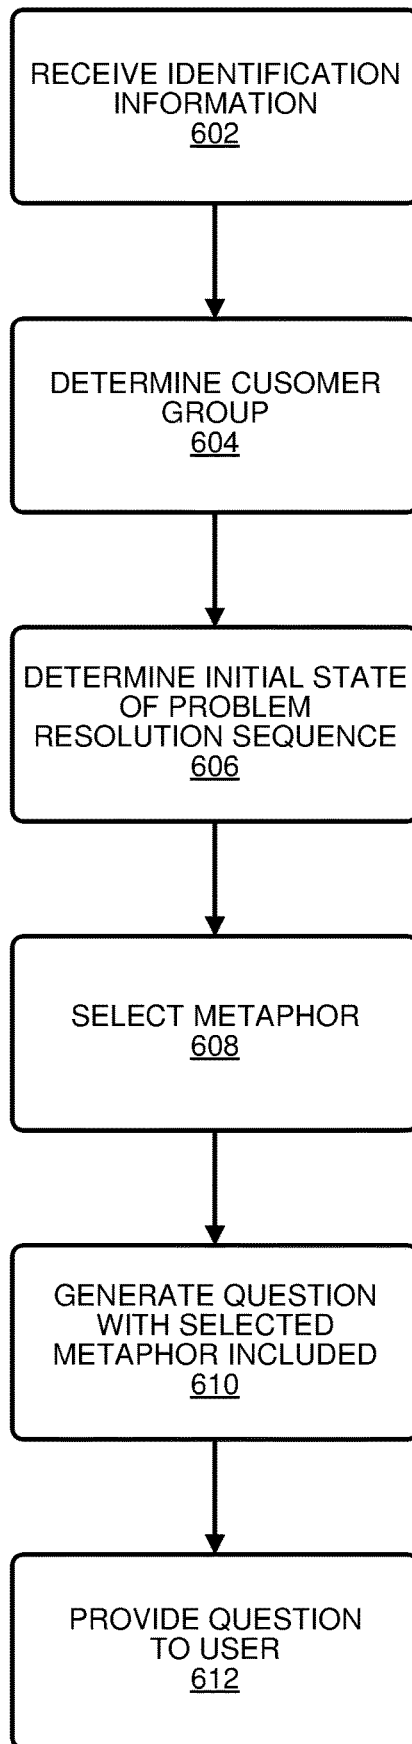 RECEIVE IDENTIFICATION
INFORMATION
602
DETERMINE CUSOMER
GROUP
604
DETERMINE INITIAL STATE
OF PROBLEM
RESOLUTION SEQUENCE
606
SELECT METAPHOR
608
GENERATE QUESTION
WITH SELECTED
METAPHOR INCLUDED
610
PROVIDE QUESTION
TO USER
612